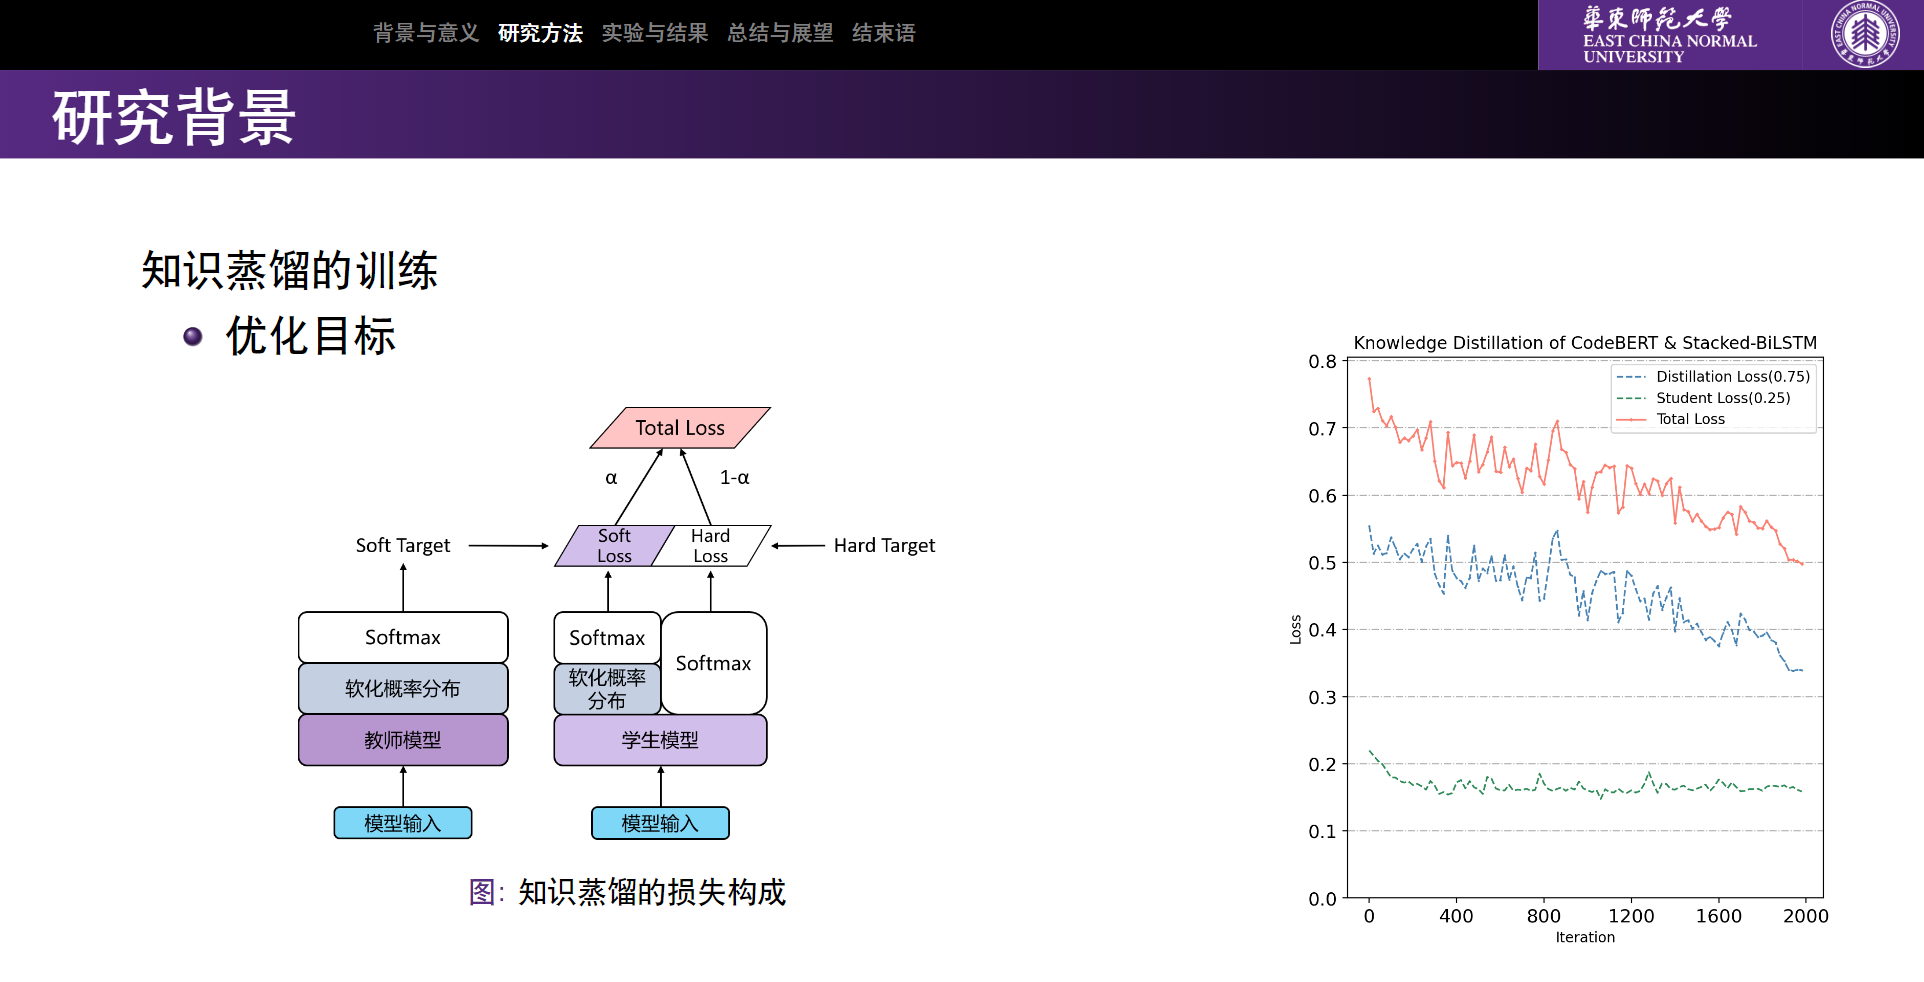 背景与意义 研究方法 实验与结果 总结与展望 结束语
華東師範大學
EAST CHINA NORMAL
UNIVERSITY
研究背景
知识蒸馏的训练
优化目标
Total Loss
α
1-α
Soft Target
Soft
Loss
Hard
Loss
Hard Target
Softmax
软化概率分布
教师模型
模型输入
Softmax
软化概率
分布
Softmax
学生模型
模型输入
图: 知识蒸馏的损失构成
Knowledge Distillation of CodeBERT & Stacked-BiLSTM
Distillation Loss(0.75)
Student Loss(0.25)
Total Loss
Loss
0.8
0.7
0.6
0.5
0.4
0.3
0.2
0.1
0.0
0 400 800 1200 1600 2000
Iteration